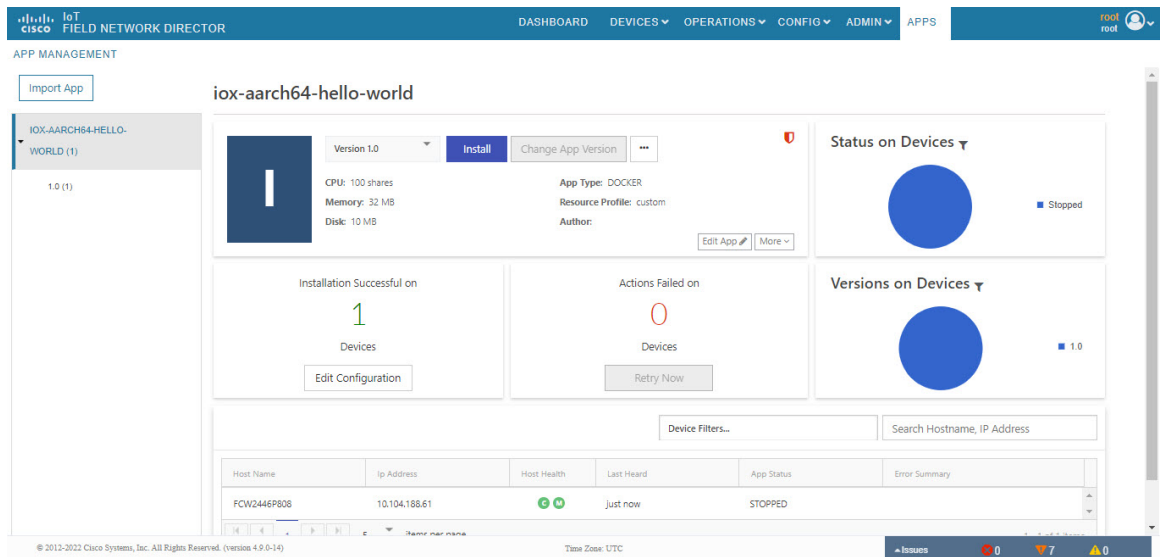 cisco IoT FIELD NETWORK DIRECTOR
DASHBOARD DEVICES OPERATIONS CONFIG ADMIN APPS
root
root
APP MANAGEMENT
Import App
IOX-AARCH64-HELLO-
WORLD (1)
1.0 (1)
iox-aarch64-hello-world
I
Version 1.0 Install Change App Version ...
CPU: 100 shares
Memory: 32 MB
Disk: 10 MB
App Type: DOCKER
Resource Profile: custom
Author:
Edit App More
Status on Devices
Stopped
Installation Successful on
1
Devices
Edit Configuration
Actions Failed on
0
Devices
Retry Now
Versions on Devices
1.0
Device Filters... Search Hostname, IP Address
Host Name Ip Address Host Health Last Heard App Status Error Summary
FCW2446P808 10.104.188.61 C M just now STOPPED
1 5 items per page 1 - 1 of 1 items
© 2012-2022 Cisco Systems, Inc. All Rights Reserved. (version 4.9.0-14) Time Zone: UTC Issues 0 7 0